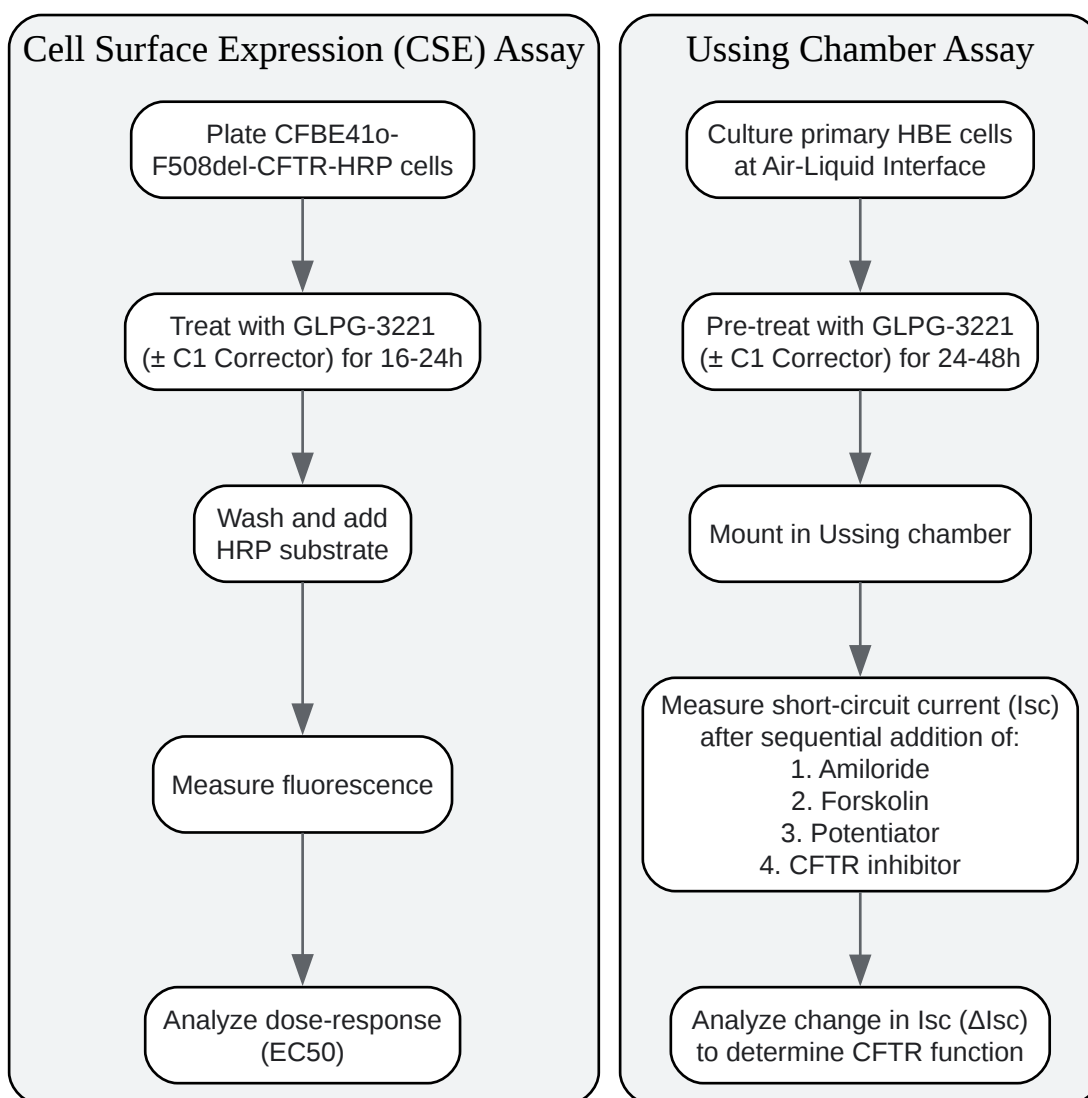 Cell Surface Expression (CSE) Assay
Plate CFBE41o-
F508del-CFTR-HRP cells
Treat with GLPG-3221
(± C1 Corrector) for 16-24h
Wash and add
HRP substrate
Measure fluorescence
Analyze dose-response
(EC50)
Ussing Chamber Assay
Culture primary HBE cells
at Air-Liquid Interface
Pre-treat with GLPG-3221
(± C1 Corrector) for 24-48h
Mount in Ussing chamber
Measure short-circuit current (Isc)
after sequential addition of:
1. Amiloride
2. Forskolin
3. Potentiator
4. CFTR inhibitor
Analyze change in Isc (ΔIsc)
to determine CFTR function